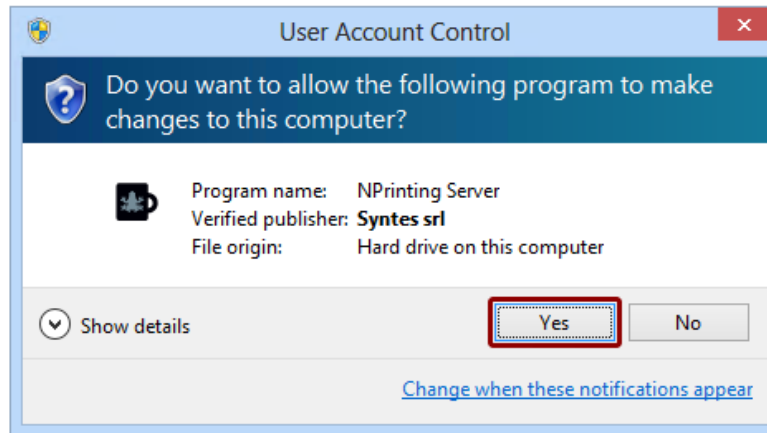 User Account Control
Do you want to allow the following program to make
changes to this computer?
Program name: NPrinting Server
Verified publisher: Syntes srl
File origin: Hard drive on this computer
Show details
Yes
No
Change when these notifications appear